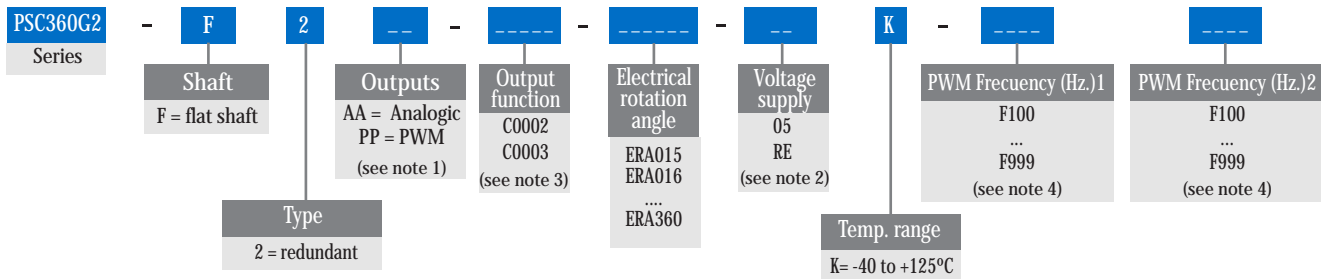 PSC360G2 - F 2 _ _ - _ _ _ _ _ - _ _ _ _ _ _ - _ _ K - _ _ _ _ _ _ _ _
Series
Shaft
F = flat shaft
Type
2 = redundant
Outputs
AA = Analogic
PP = PWM
(see note 1)
Output
function
C0002
C0003
(see note 3)
Electrical
rotation
angle
ERA015
ERA016
....
ERA360
Voltage
supply
05
RE
(see note 2)
Temp. range
K= -40 to +125ºC
PWM Frecuency (Hz.)1
F100
...
F999
(see note 4)
PWM Frecuency (Hz.)2
F100
...
F999
(see note 4)